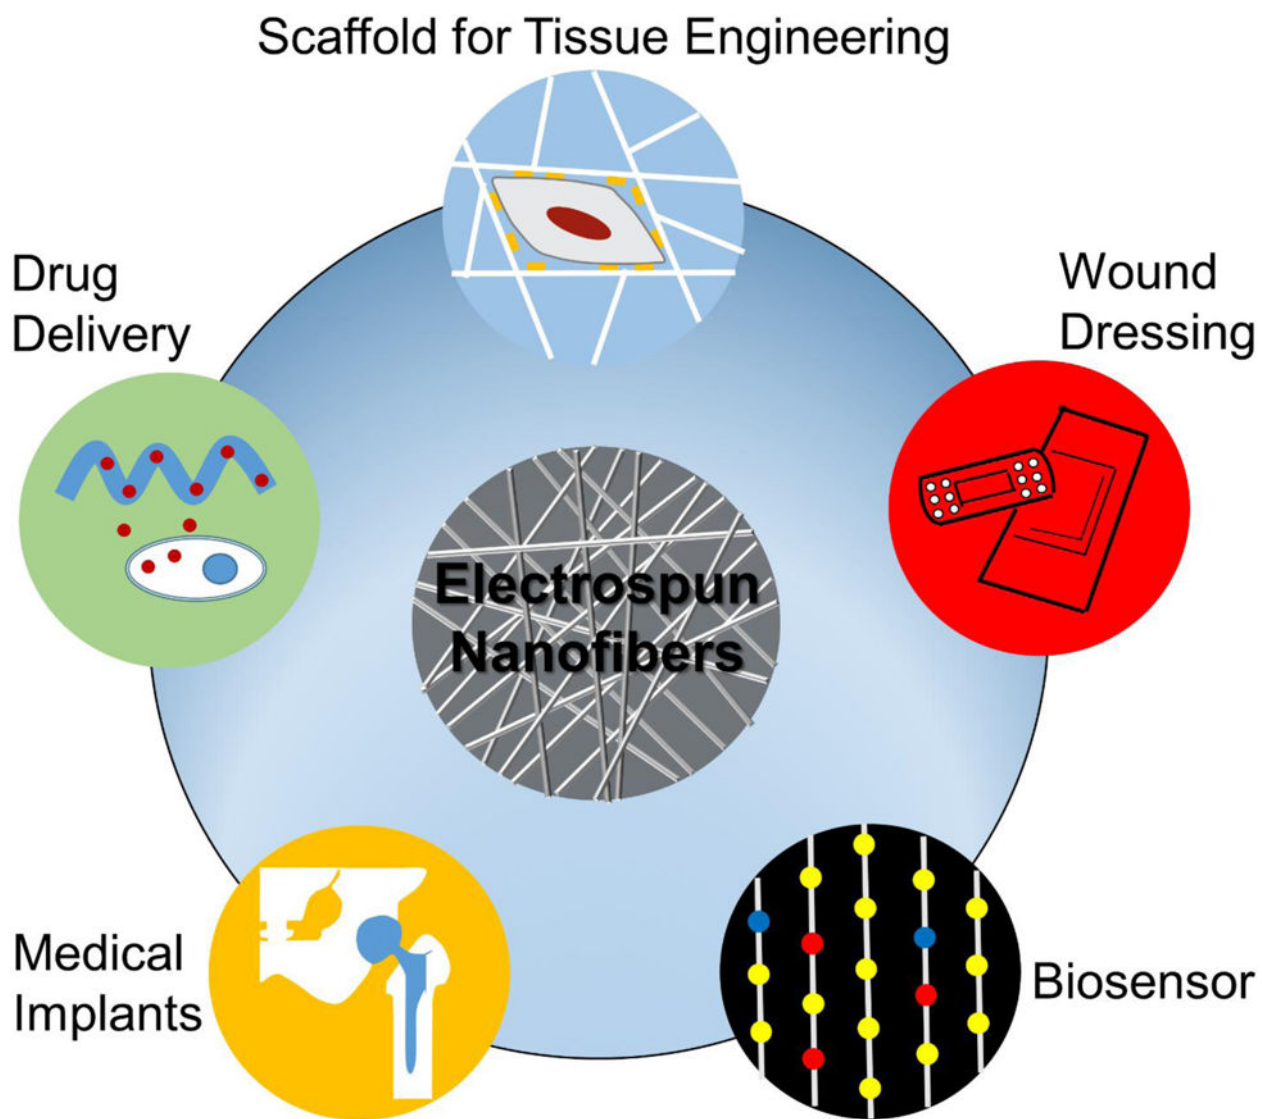 Scaffold for Tissue Engineering
Drug
Delivery
Wound
Dressing
Electrospun
Nanofibers
Medical
Implants
Biosensor